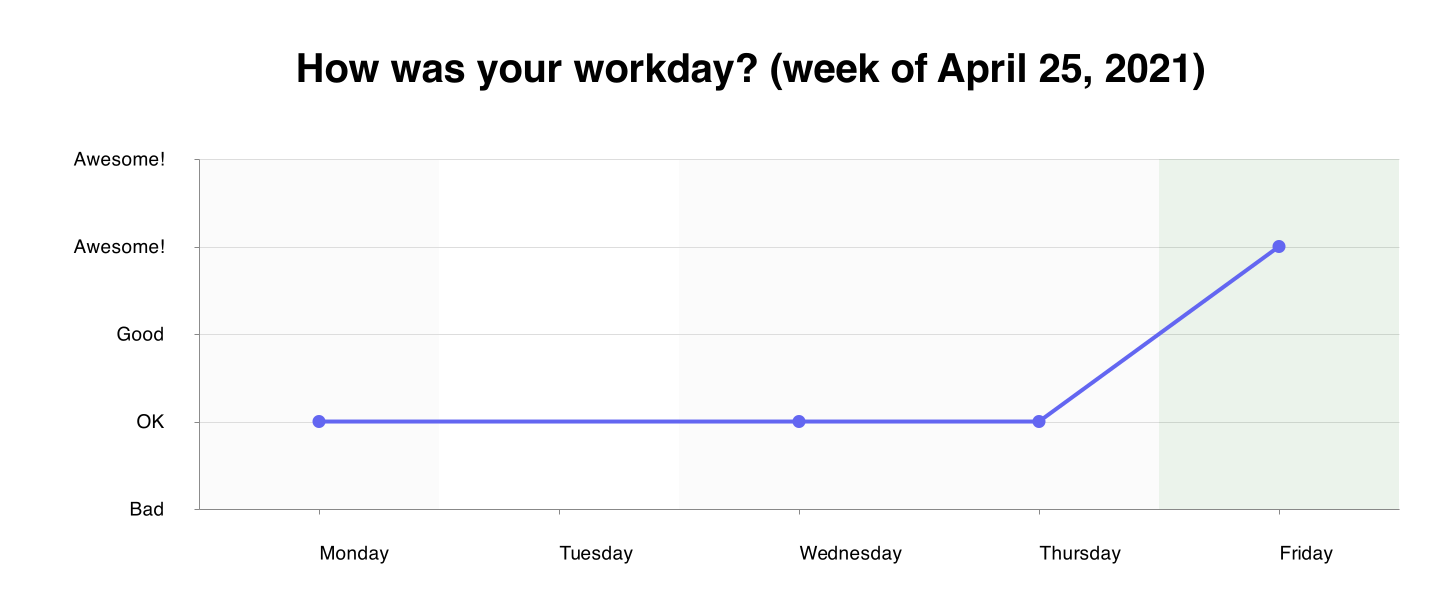 How was your workday? (week of April 25, 2021)
Awesome!
Awesome!
Good
OK
Bad
Monday Tuesday Wednesday Thursday Friday